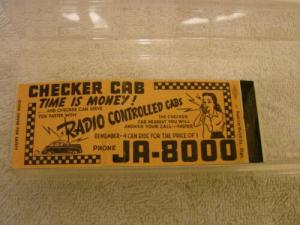 CHECKER CAB
TIME IS MONEY!
AND CHECKER CAN SERVE
YOU FASTER WITH
RADIO CONTROLLED CABS
THE CHECKER
CAB NEAREST YOU WILL
ANSWER YOUR CALL—FASTER
REMEMBER—4 CAN RIDE FOR THE PRICE OF 1
PHONE JA-8000